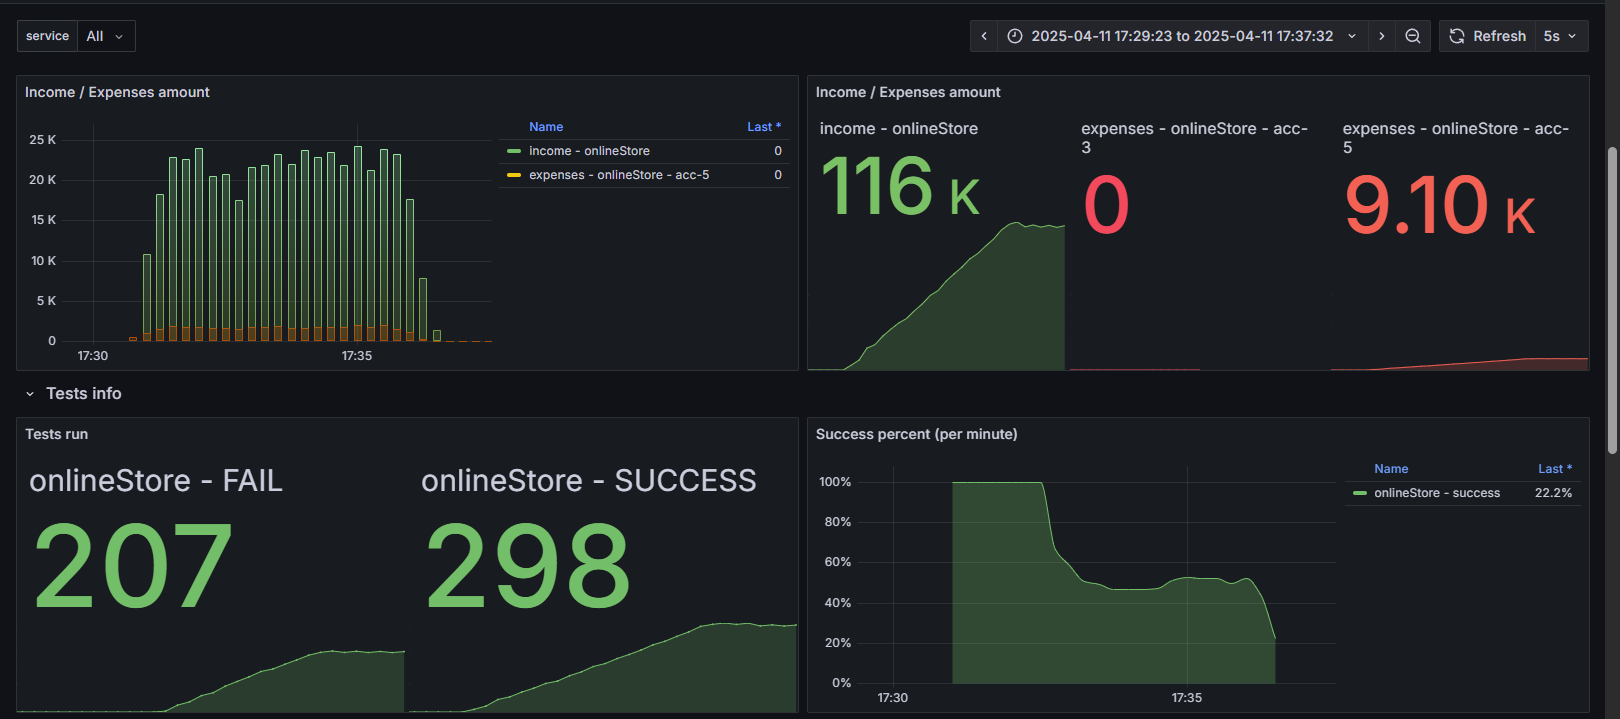 service All
2025-04-11 17:29:23 to 2025-04-11 17:37:32 Refresh 5s
Income / Expenses amount
Name Last *
income - onlineStore 0
expenses - onlineStore - acc-5 0
25 K
20 K
15 K
10 K
5 K
0
17:30 17:35
Income / Expenses amount
income - onlineStore
116 K
expenses - onlineStore - acc-
3
0
expenses - onlineStore - acc-
5
9.10 K
Tests info
Tests run
onlineStore - FAIL
207
onlineStore - SUCCESS
298
Success percent (per minute)
Name Last *
onlineStore - success 22.2%
100%
80%
60%
40%
20%
0%
17:30 17:35